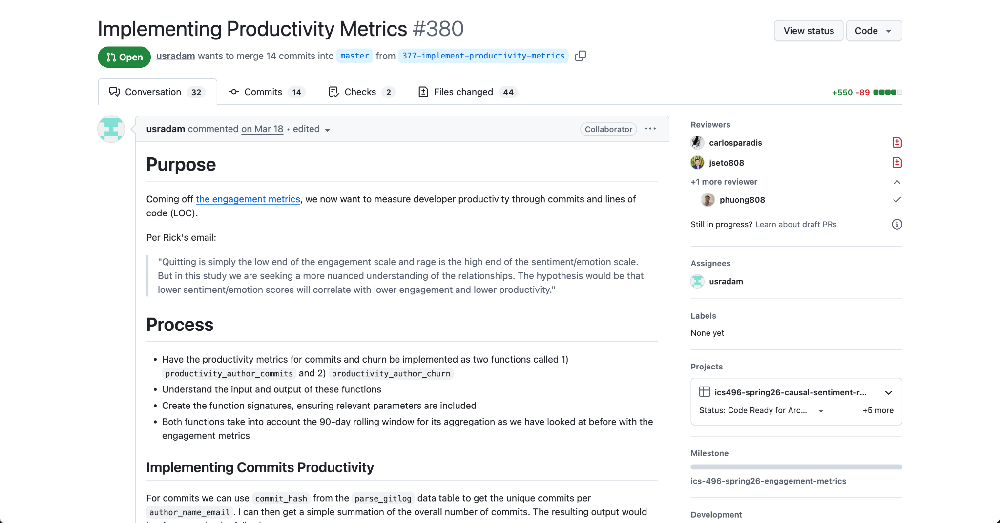 Implementing Productivity Metrics #380
View status
Code
Open
usradam wants to merge 14 commits into master from 377-implement-productivity-metrics
Conversation 32
Commits 14
Checks 2
Files changed 44
+550 -89
usradam commented on Mar 18 • edited
Collaborator
Purpose
Coming off the engagement metrics, we now want to measure developer productivity through commits and lines of
code (LOC).
Per Rick's email:
"Quitting is simply the low end of the engagement scale and rage is the high end of the sentiment/emotion scale.
But in this study we are seeking a more nuanced understanding of the relationships. The hypothesis would be that
lower sentiment/emotion scores will correlate with lower engagement and lower productivity."
Process
• Have the productivity metrics for commits and churn be implemented as two functions called 1)
productivity_author_commits and 2) productivity_author_churn
• Understand the input and output of these functions
• Create the function signatures, ensuring relevant parameters are included
• Both functions take into account the 90-day rolling window for its aggregation as we have looked at before with the
engagement metrics
Implementing Commits Productivity
For commits we can use commit_hash from the parse_gitlog data table to get the unique commits per
author_name_email. I can then get a simple summation of the overall number of commits. The resulting output would
Reviewers
carlosparadis
jseto808
+1 more reviewer
phuong808
Still in progress? Learn about draft PRs
Assignees
usradam
Labels
None yet
Projects
ics496-spring26-causal-sentiment-r...
Status: Code Ready for Arc...
+5 more
Milestone
ics-496-spring26-engagement-metrics
Development